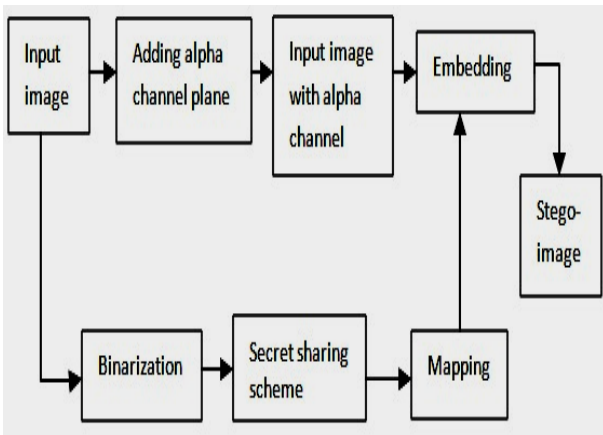 Input
image
Adding alpha
channel plane
Input image
with alpha
channel
Embedding
Stego-
image
Binarization
Secret sharing
scheme
Mapping